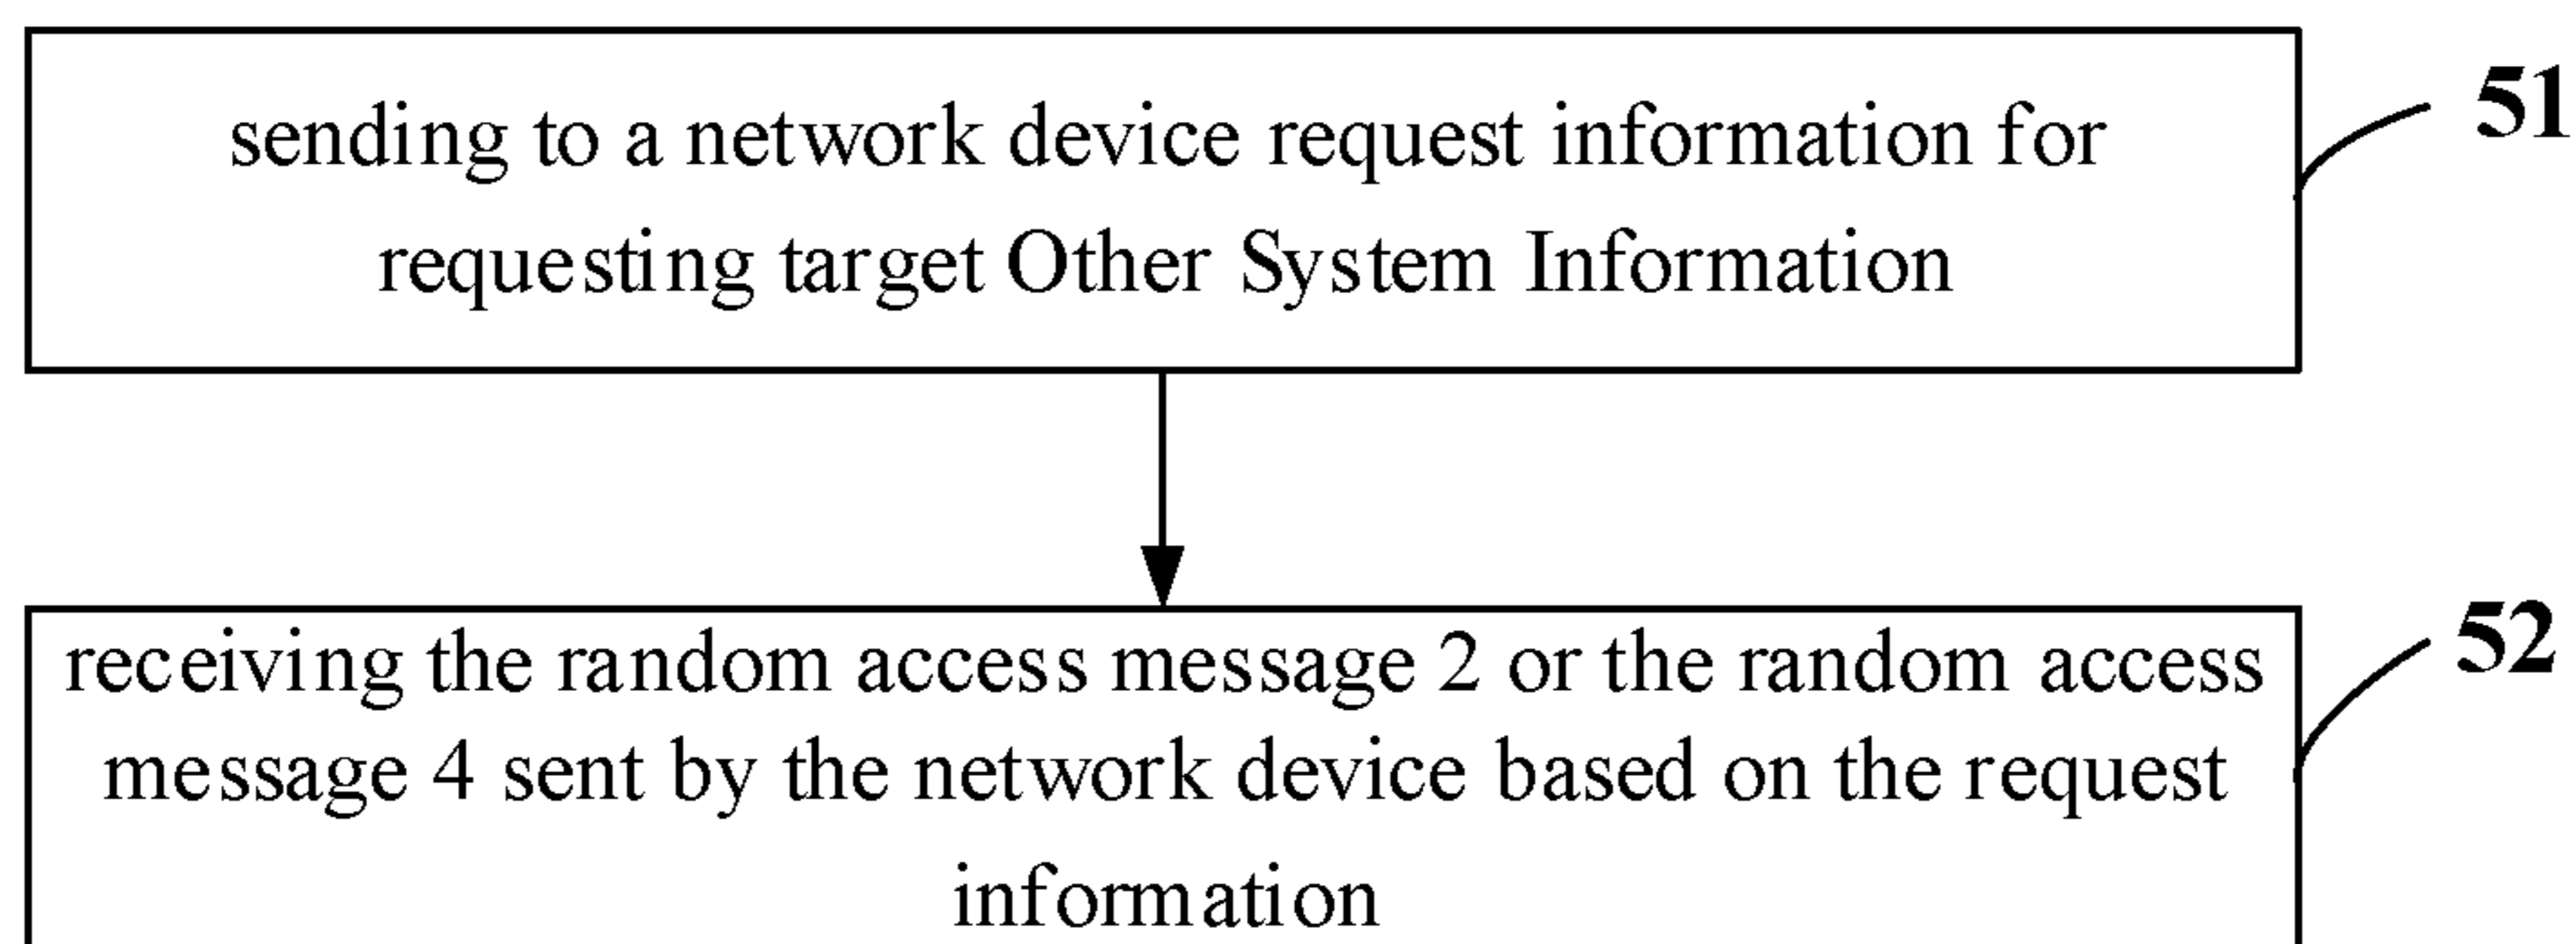 sending to a network device request information for
51
requesting target Other System Information
receiving the random access message 2 or the random access
52
message 4 sent by the network device based on the request
information